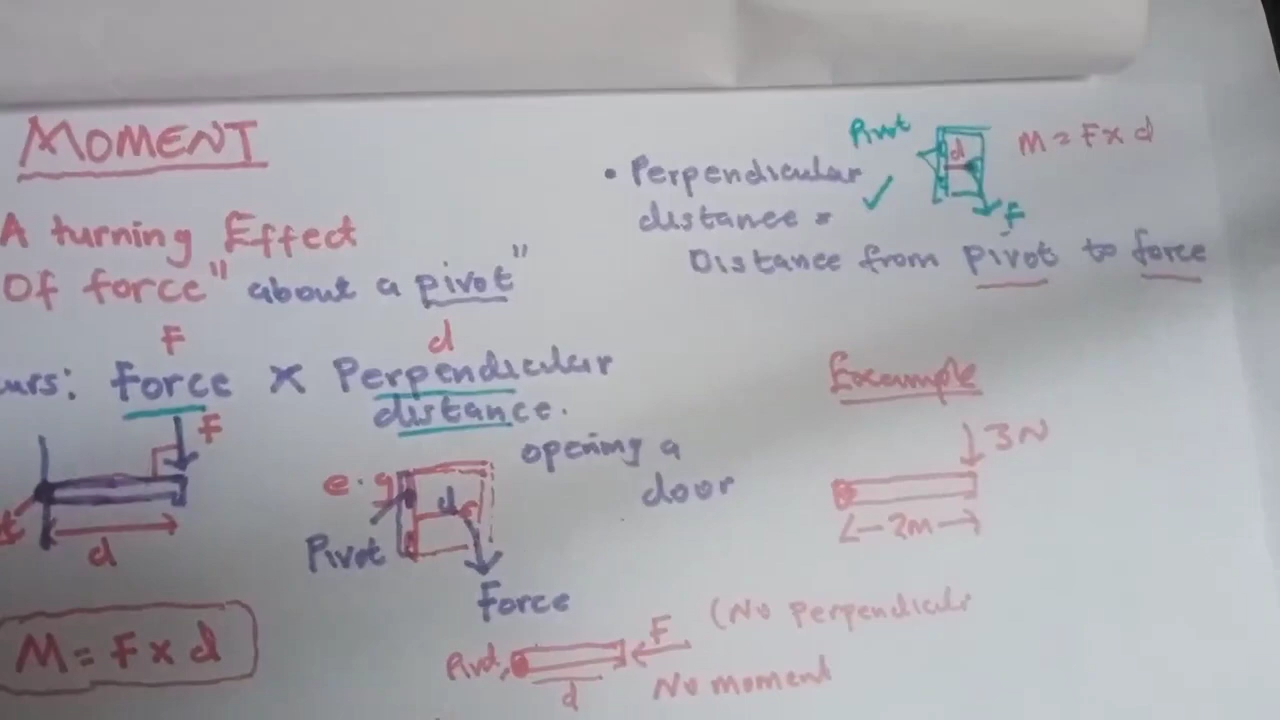 MOMENT
A turning Effect
Of force" about a pivot"
F
d
urs: Force × Perpendicular
distance.
F
d
e.g
opening a
door
d
Pivot
Force
M = F x d
Pivot
F
d
(No perpendicular
No moment
Pivot
d
F
M = F x d
• Perpendicular
distance =
Distance from pivot to force
Example
3N
2m